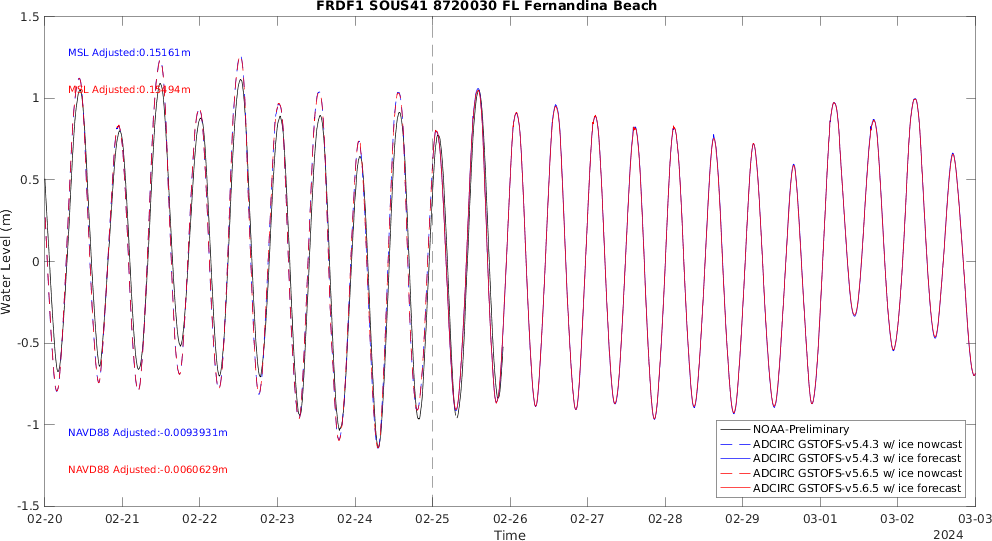 FRDF1 SOUS41 8720030 FL Fernandina Beach
1.5
1
0.5
0
-0.5
-1
-1.5
Water Level (m)
MSL Adjusted:0.15161m
MSL Adjusted:0.15494m
NAVD88 Adjusted:-0.0093931m
NAVD88 Adjusted:-0.0060629m
NOAA-Preliminary
ADCIRC GSTOFS-v5.4.3 w/ ice nowcast
ADCIRC GSTOFS-v5.4.3 w/ ice forecast
ADCIRC GSTOFS-v5.6.5 w/ ice nowcast
ADCIRC GSTOFS-v5.6.5 w/ ice forecast
02-20 02-21 02-22 02-23 02-24 02-25 02-26 02-27 02-28 02-29 03-01 03-02 03-03
Time
2024